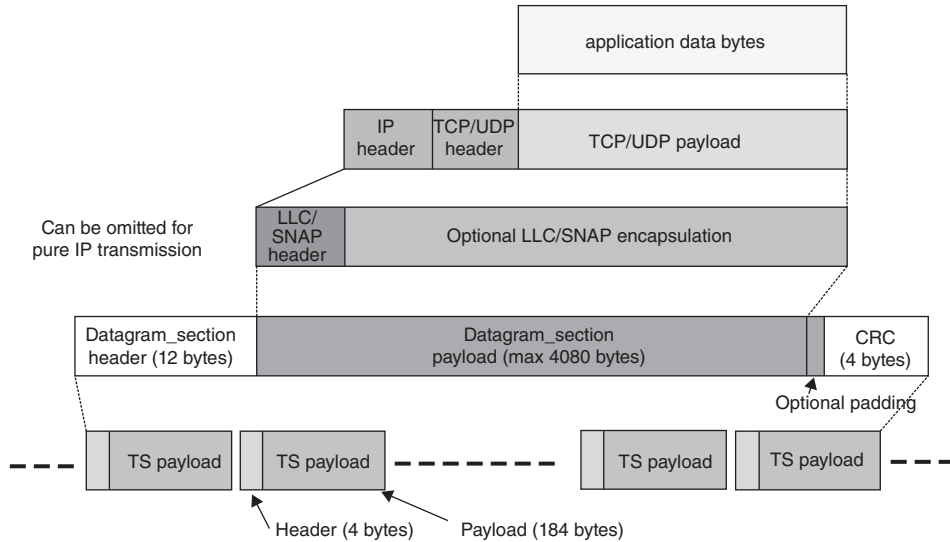 application data bytes
IP
header
TCP/UDP
header
TCP/UDP payload
Can be omitted for
pure IP transmission
LLC/
SNAP
header
Optional LLC/SNAP encapsulation
Datagram_section
header (12 bytes)
Datagram_section
payload (max 4080 bytes)
CRC
(4 bytes)
Optional padding
TS payload
TS payload
TS payload
TS payload
Header (4 bytes)
Payload (184 bytes)